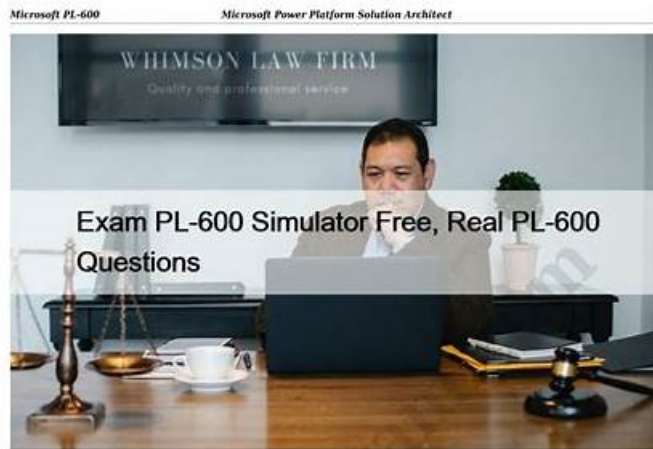 Microsoft PL-600 Microsoft Power Platform Solution Architect
WHIMSON LAW FIRM
Quality and professional service
Exam PL-600 Simulator Free, Real PL-600
Questions